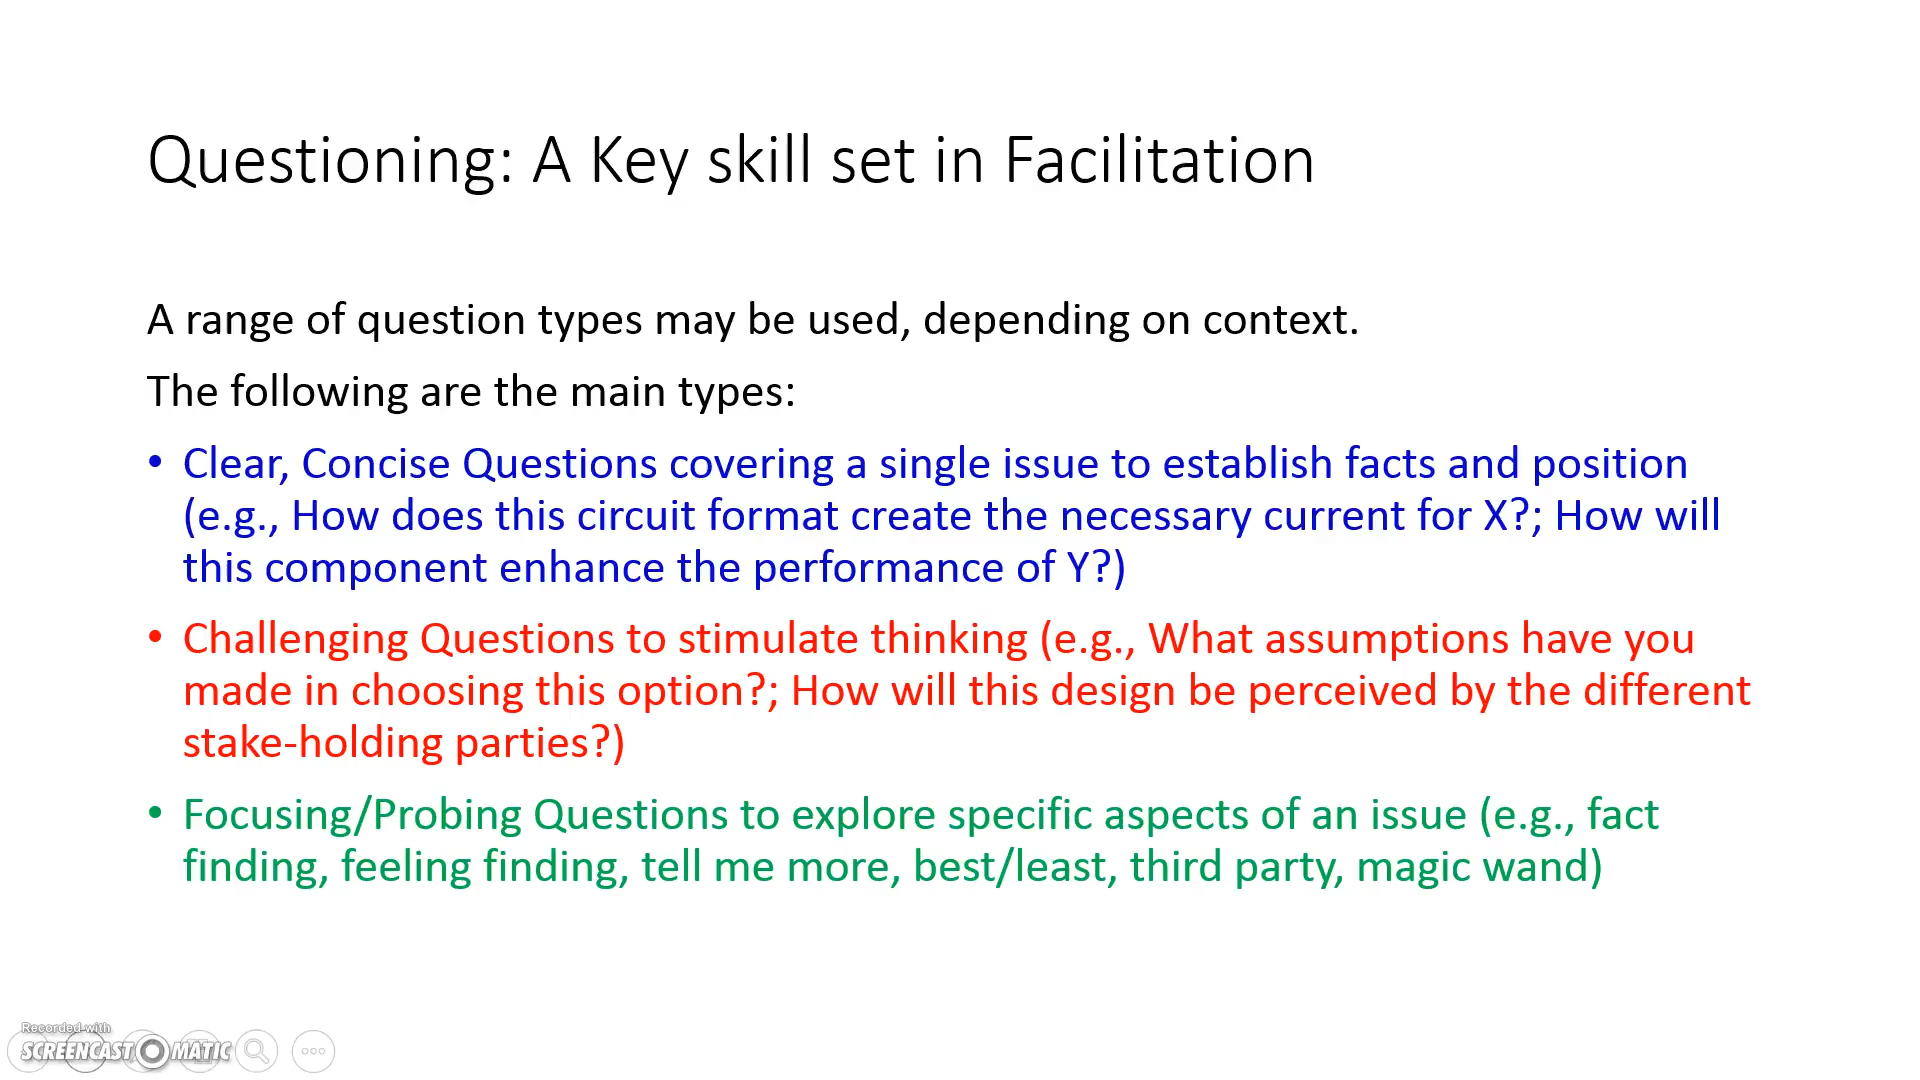 Questioning: A Key skill set in Facilitation
A range of question types may be used, depending on context.
The following are the main types:
• Clear, Concise Questions covering a single issue to establish facts and position
(e.g., How does this circuit format create the necessary current for X?; How will
this component enhance the performance of Y?)
• Challenging Questions to stimulate thinking (e.g., What assumptions have you
made in choosing this option?; How will this design be perceived by the different
stake-holding parties?)
• Focusing/Probing Questions to explore specific aspects of an issue (e.g., fact
finding, feeling finding, tell me more, best/least, third party, magic wand)
Recorded with
SCREENCAST MATIC